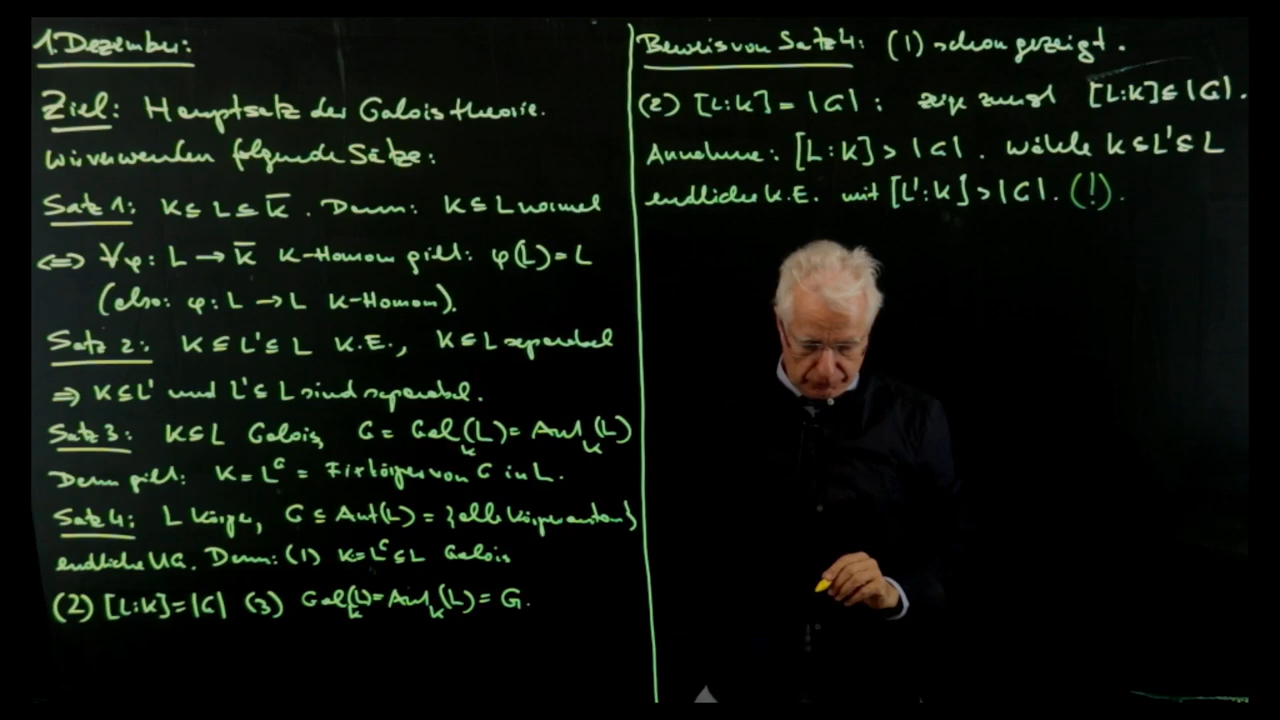 1. Dezember:
Ziel: Hauptsatz der Galoistheorie.
Wir verwenden folgende Sätze:
Satz 1: K ⊆ L ⊆ K̄. Dann: K ⊆ L normal
⟺ ∀φ: L → K̄ K-Homom gilt: φ(L) = L
(also: φ: L → L K-Homom).
Satz 2: K ⊆ L' ⊆ L K.E., K ⊆ L separabel
⇒ K ⊆ L' und L' ⊆ L sind separabel.
Satz 3: K ⊆ L Galois, G = Gal_K(L) = Aut_K(L)
Dann gilt: K = L^G = Fixkörper von G in L.
Satz 4: L Körper, G ⊆ Aut(L) = {alle Körperautom}
endliche UG. Dann: (1) K = L^G ⊆ L Galois
(2) [L:K] = |G| (3) Gal_K(L) = Aut_K(L) = G.
Beweis von Satz 4: (1) schon gezeigt.
(2) [L:K] = |G|: zeige zunächst [L:K] ≤ |G|.
Annahme: [L:K] > |G|. Wähle K ⊆ L' ⊆ L
endliche K.E. mit [L':K] > |G|. (!).